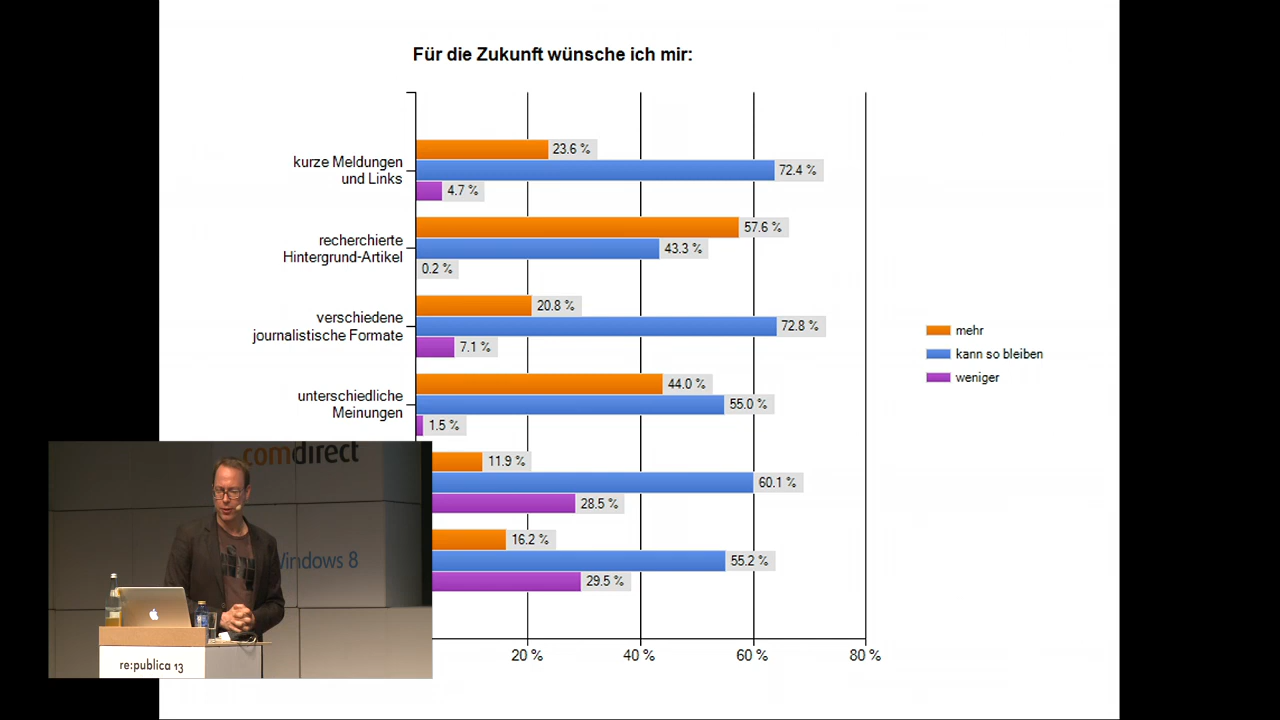 Für die Zukunft wünsche ich mir:
23.6 %
kurze Meldungen
und Links
72.4 %
4.7 %
57.6 %
recherchierte
Hintergrund-Artikel
43.3 %
0.2 %
20.8 %
verschiedene
journalistische Formate
72.8 %
7.1 %
44.0 %
unterschiedliche
Meinungen
55.0 %
1.5 %
11.9 %
60.1 %
28.5 %
16.2 %
55.2 %
29.5 %
20 %
40 %
60 %
80 %
mehr
kann so bleiben
weniger
comdirect
Windows 8
re:publica 13